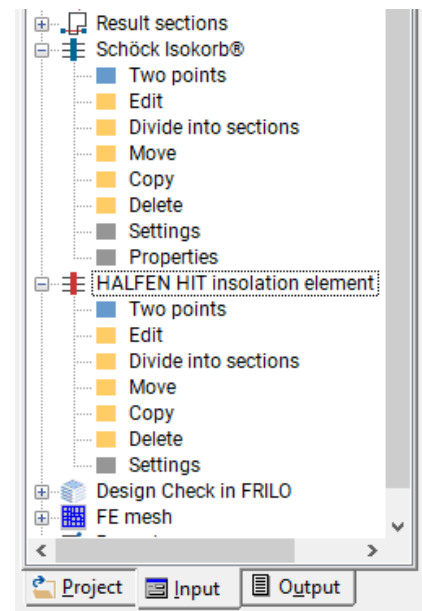 Result sections
Schöck Isokorb®
Two points
Edit
Divide into sections
Move
Copy
Delete
Settings
Properties
HALFEN HIT insolation element
Two points
Edit
Divide into sections
Move
Copy
Delete
Settings
Design Check in FRILO
FE mesh
Project Input Output